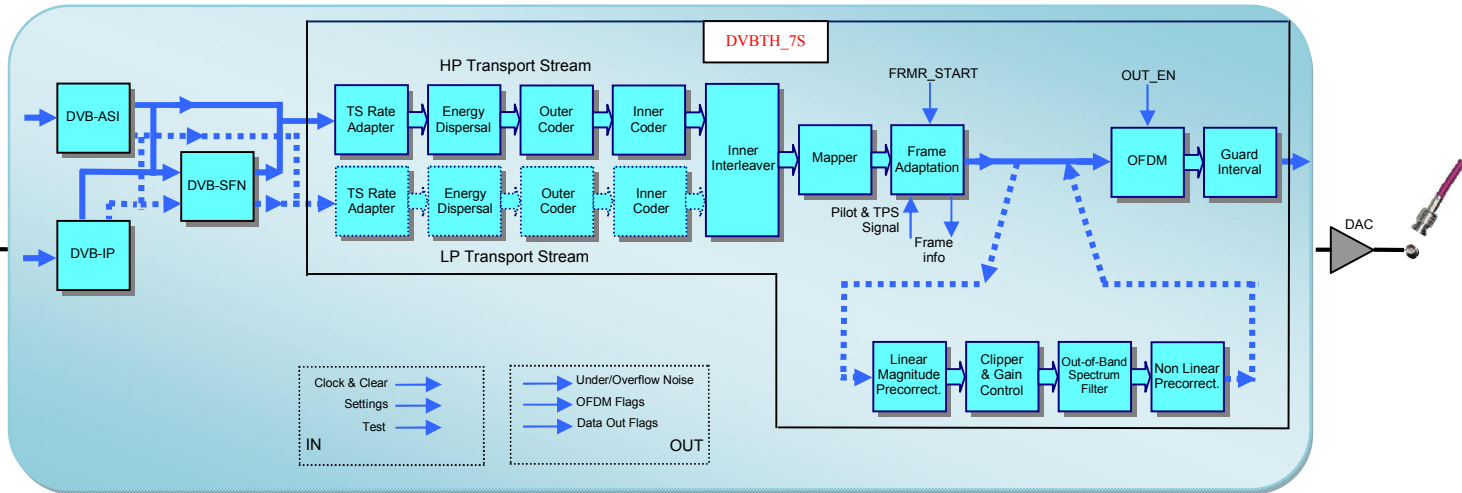 DVBTH_7S
HP Transport Stream
FRMR_START
OUT_EN
DVB-ASI
TS Rate
Adapter
Energy
Dispersal
Outer
Coder
Inner
Coder
Inner
Interleaver
Mapper
Frame
Adaptation
OFDM
Guard
Interval
DVB-SFN
TS Rate
Adapter
Energy
Dispersal
Outer
Coder
Inner
Coder
Pilot & TPS
Signal
Frame
info
DVB-IP
LP Transport Stream
DAC
Linear
Magnitude
Precorrect.
Clipper
& Gain
Control
Out-of-Band
Spectrum
Filter
Non Linear
Precorrect.
Clock & Clear
Settings
Test
IN
Under/Overflow Noise
OFDM Flags
Data Out Flags
OUT